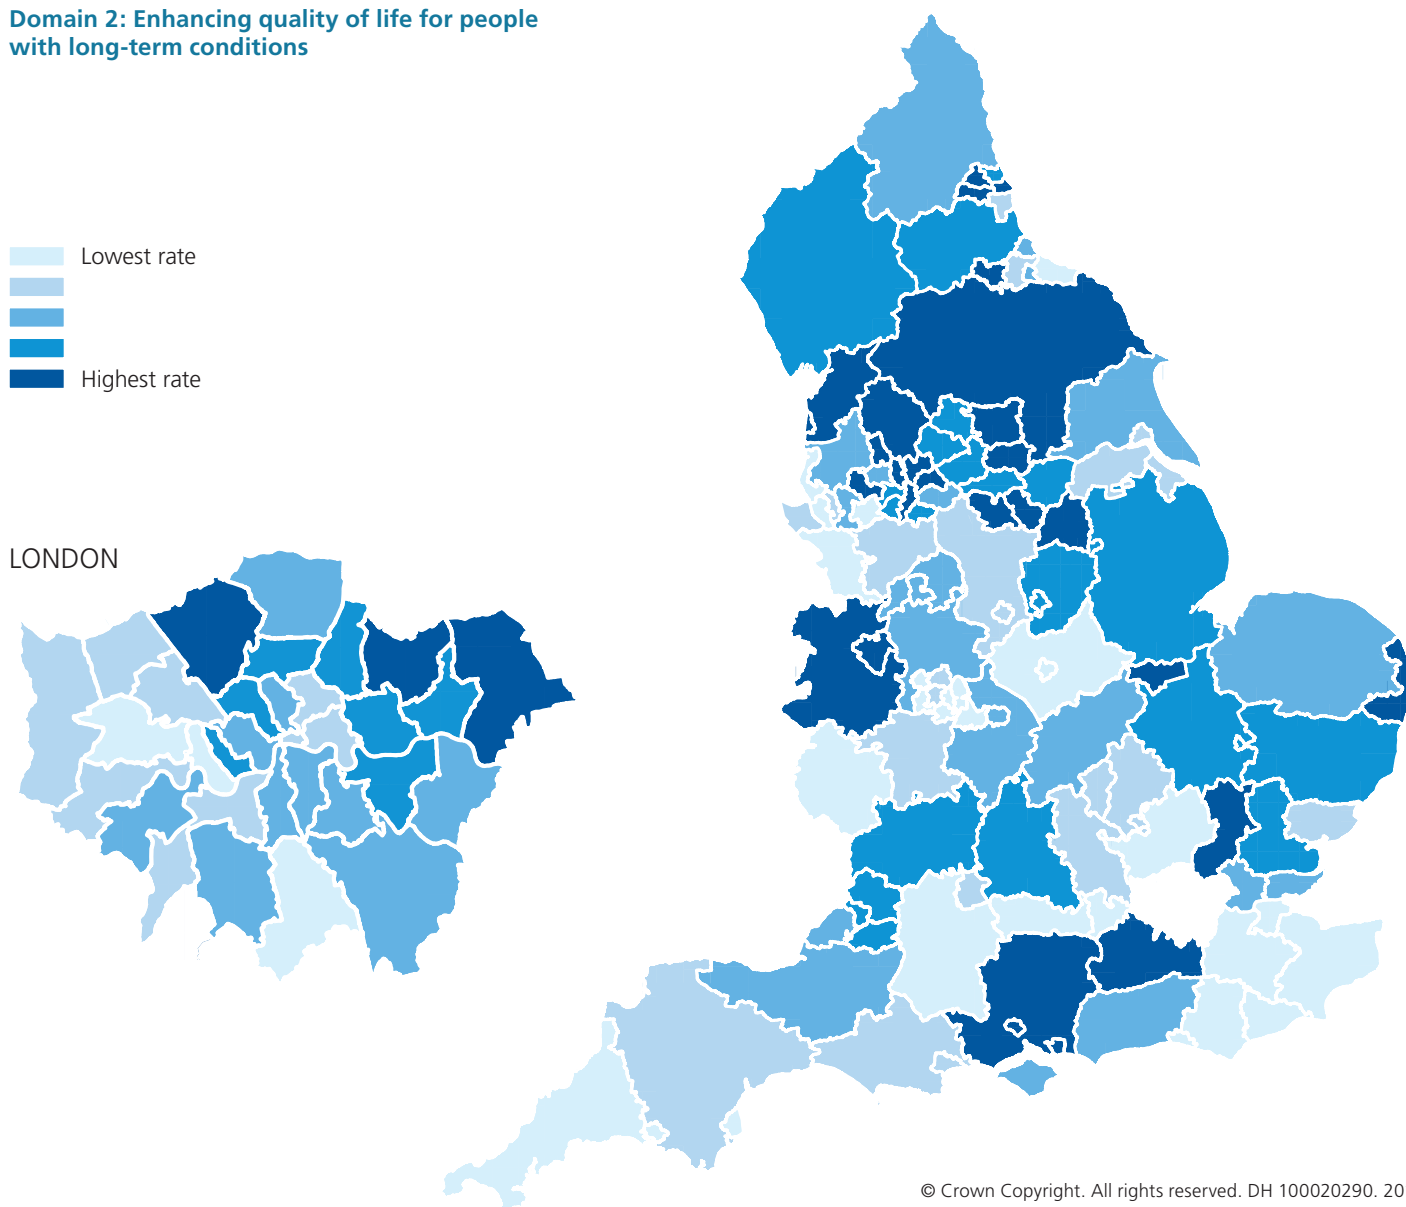 Domain 2: Enhancing quality of life for people
with long-term conditions
Lowest rate
Highest rate
LONDON
© Crown Copyright. All rights reserved. DH 100020290. 20